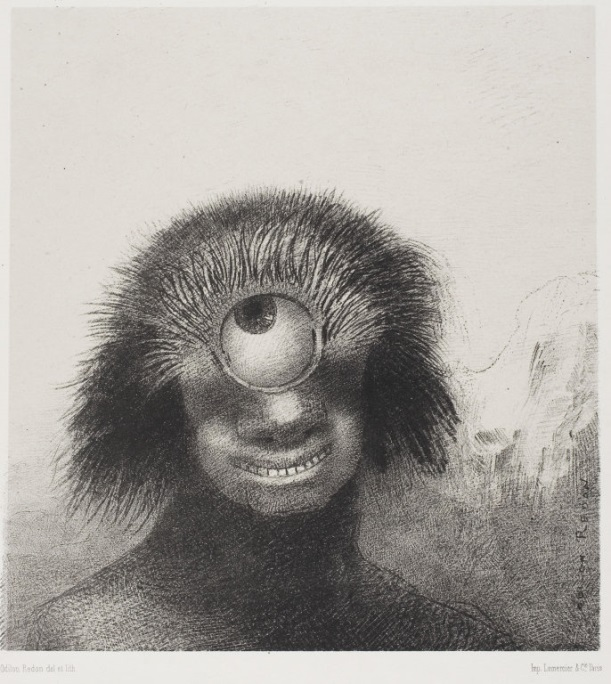 ODILON REDON
Odilon Redon del et lith.
Imp. Lemercier & Cie Paris